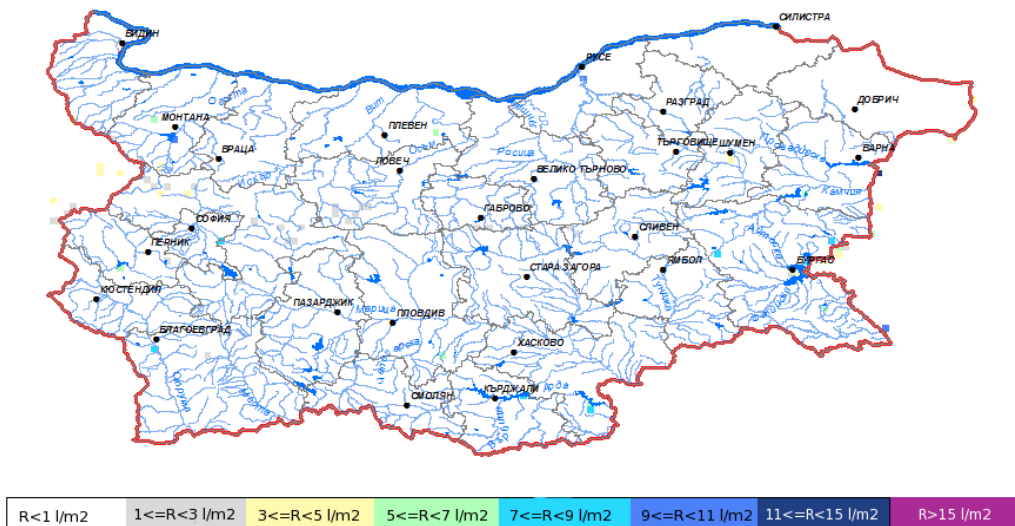 СИЛИСТРА
ВИДИН
РУСЕ
ДОБРИЧ
РАЗГРАД
МОНТАНА
ПЛЕВЕН
Вит
Огоста
ТЪРГОВИЩЕ
ШУМЕН
ВАРНА
ВРАЦА
ЛОВЕЧ
Росица
ВЕЛИКО ТЪРНОВО
Искър
Камчия
ГАБРОВО
СОФИЯ
СЛИВЕН
ПЕРНИК
ЯМБОЛ
БУРГАС
СТАРА ЗАГОРА
КЮСТЕНДИЛ
ПАЗАРДЖИК
Марица
ПЛОВДИВ
Тунджа
БЛАГОЕВГРАД
ХАСКОВО
КЪРДЖАЛИ
Струма
Места
СМОЛЯН
R<1 l/m2
1<=R<3 l/m2
3<=R<5 l/m2
5<=R<7 l/m2
7<=R<9 l/m2
9<=R<11 l/m2
11<=R<15 l/m2
R>15 l/m2